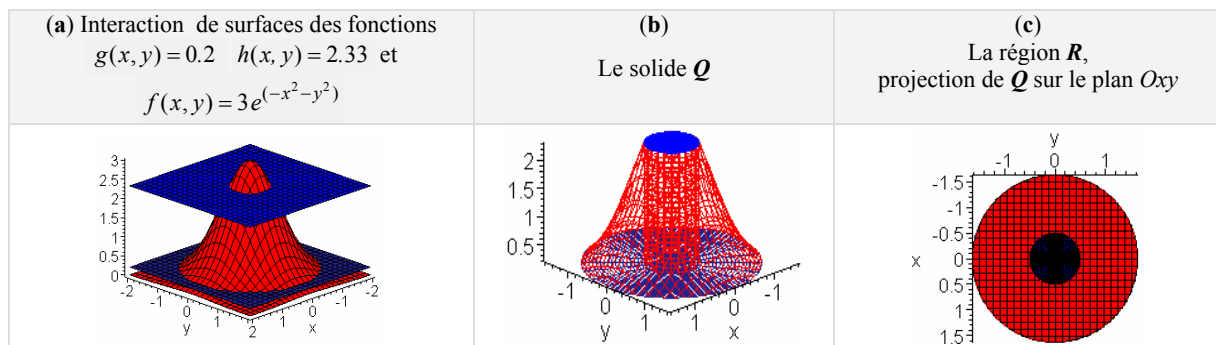 (a) Interaction de surfaces des fonctions
g(x, y) = 0.2 h(x, y) = 2.33 et
f(x, y) = 3e^(−x²−y²)
(b)
Le solide Q
(c)
La région R,
projection de Q sur le plan Oxy
3
2.5
2
1.5
1
0.5
0
-2
-1
0
y
1
2
1
0
x
-1
-2
2
1.5
1
0.5
-1
0
y
1
1
0
x
-1
y
-1 0 1
-1.5
-1
-0.5
x 0
0.5
1
1.5